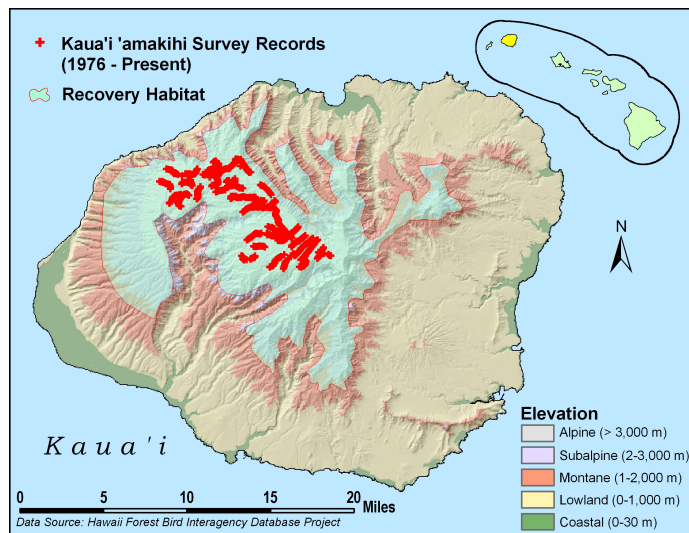 Kaua'i 'amakihi Survey Records
(1976 - Present)
Recovery Habitat
N
Elevation
Alpine (> 3,000 m)
Subalpine (2-3,000 m)
Montane (1-2,000 m)
Lowland (0-1,000 m)
Coastal (0-30 m)
Kaua'i
0 5 10 20
Miles
Data Source: Hawaii Forest Bird Interagency Database Project